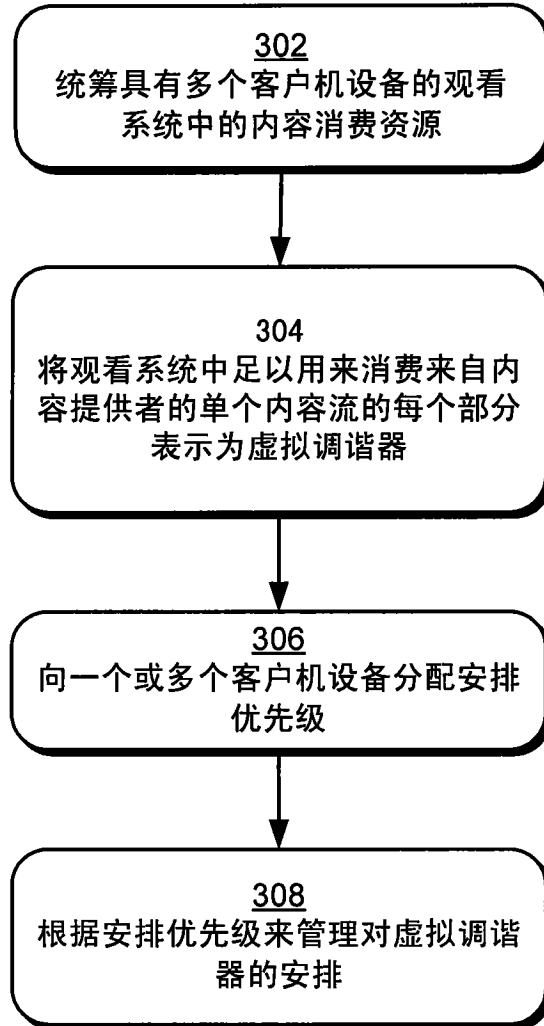 302
统筹具有多个客户机设备的观看
系统中的内容消费资源
304
将观看系统中足以用来消费来自内
容提供者的单个内容流的每个部分
表示为虚拟调谐器
306
向一个或多个客户机设备分配安排
优先级
308
根据安排优先级来管理对虚拟调谐
器的安排